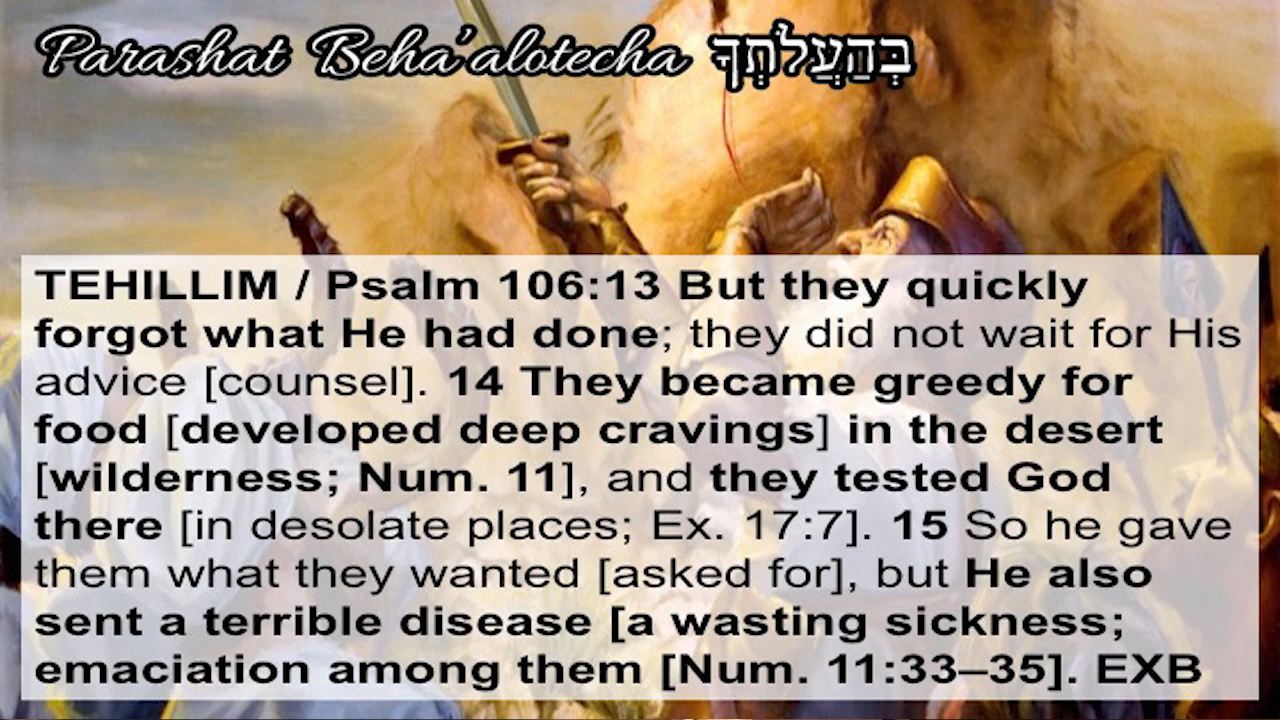 Parashat Beha'alotecha בְּהַעֲלֹתְךָ
TEHILLIM / Psalm 106:13 But they quickly
forgot what He had done; they did not wait for His
advice [counsel]. 14 They became greedy for
food [developed deep cravings] in the desert
[wilderness; Num. 11], and they tested God
there [in desolate places; Ex. 17:7]. 15 So he gave
them what they wanted [asked for], but He also
sent a terrible disease [a wasting sickness;
emaciation among them [Num. 11:33–35]. EXB